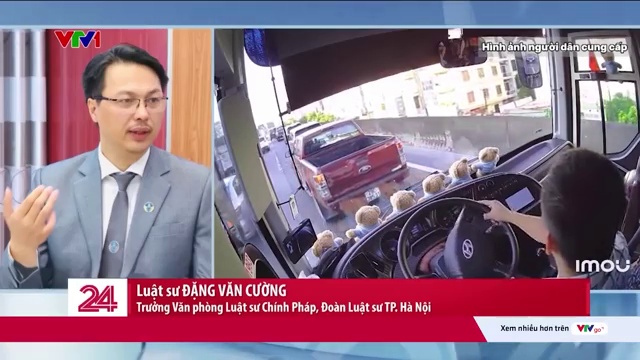 VTV1
Hình ảnh người dân cung cấp
imou
24
Luật sư ĐẶNG VĂN CƯỜNG
Trưởng Văn phòng Luật sư Chính Pháp, Đoàn Luật sư TP. Hà Nội
Xem nhiều hơn trên
VTVgo